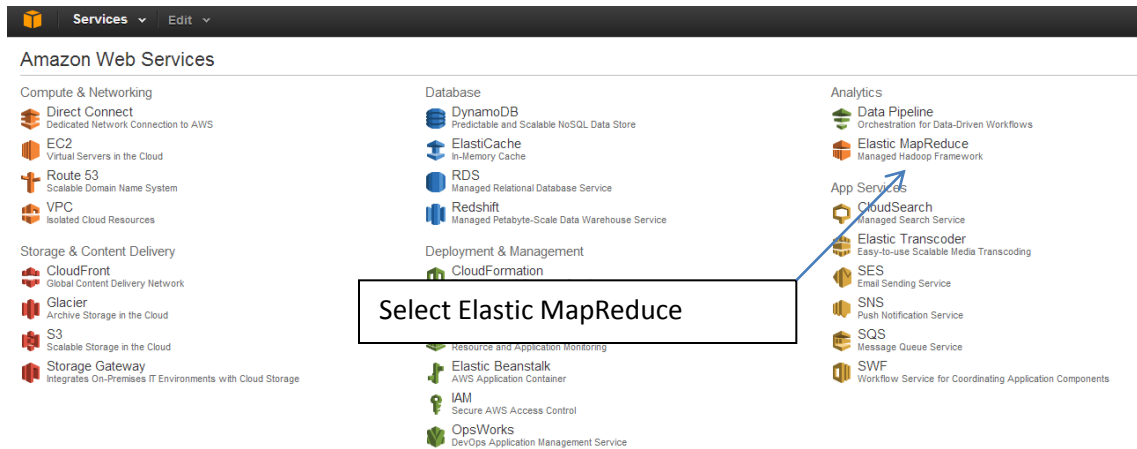 Services Edit
Amazon Web Services
Compute & Networking
Direct Connect
Dedicated Network Connection to AWS
EC2
Virtual Servers in the Cloud
Route 53
Scalable Domain Name System
VPC
Isolated Cloud Resources
Storage & Content Delivery
CloudFront
Global Content Delivery Network
Glacier
Archive Storage in the Cloud
S3
Scalable Storage in the Cloud
Storage Gateway
Integrates On-Premises IT Environments with Cloud Storage
Database
DynamoDB
Predictable and Scalable NoSQL Data Store
ElastiCache
In-Memory Cache
RDS
Managed Relational Database Service
Redshift
Managed Petabyte-Scale Data Warehouse Service
Deployment & Management
CloudFormation
Select Elastic MapReduce
Resource and Application Monitoring
Elastic Beanstalk
AWS Application Container
IAM
Secure AWS Access Control
OpsWorks
DevOps Application Management Service
Analytics
Data Pipeline
Orchestration for Data-Driven Workflows
Elastic MapReduce
Managed Hadoop Framework
App Services
CloudSearch
Managed Search Service
Elastic Transcoder
Easy-to-use Scalable Media Transcoding
SES
Email Sending Service
SNS
Push Notification Service
SQS
Message Queue Service
SWF
Workflow Service for Coordinating Application Components